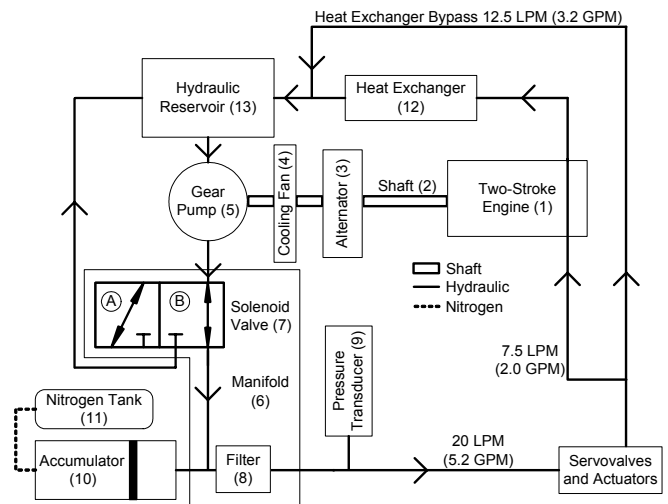 Heat Exchanger Bypass 12.5 LPM (3.2 GPM)
Hydraulic
Reservoir (13)
Heat Exchanger
(12)
Gear
Pump (5)
Cooling Fan (4)
Alternator (3)
Shaft (2)
Two-Stroke
Engine (1)
Shaft
Hydraulic
Nitrogen
A
B
Solenoid
Valve (7)
Manifold
(6)
Pressure
Transducer (9)
7.5 LPM
(2.0 GPM)
Nitrogen Tank
(11)
Accumulator
(10)
Filter
(8)
20 LPM
(5.2 GPM)
Servovalves
and Actuators